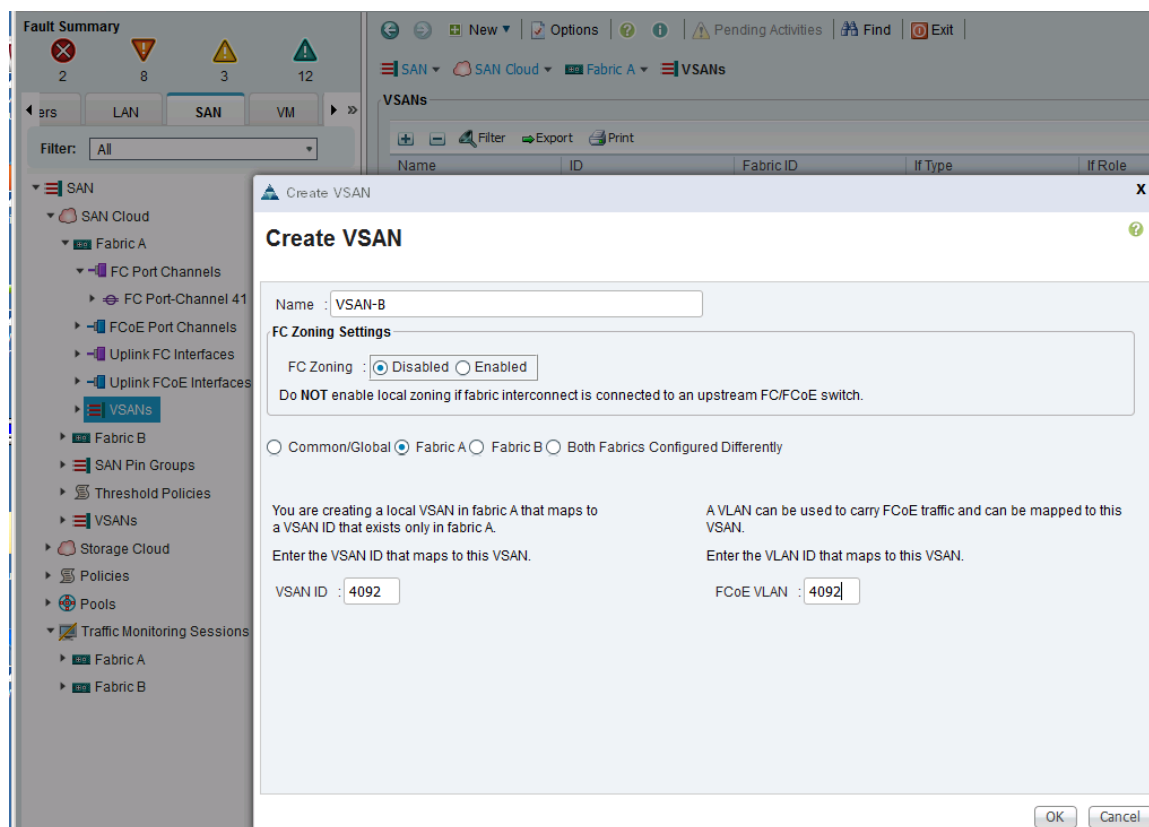 Fault Summary
2 8 3 12
New Options Pending Activities Find Exit
SAN SAN Cloud Fabric A VSANs
ers LAN SAN VM
Filter: All
VSANs
Filter Export Print
Name ID Fabric ID If Type If Role
SAN
SAN Cloud
Fabric A
FC Port Channels
FC Port-Channel 41
FCoE Port Channels
Uplink FC Interfaces
Uplink FCoE Interfaces
VSANs
Fabric B
SAN Pin Groups
Threshold Policies
VSANs
Storage Cloud
Policies
Pools
Traffic Monitoring Sessions
Fabric A
Fabric B
Create VSAN
X
Create VSAN
Name : VSAN-B
FC Zoning Settings
FC Zoning : Disabled Enabled
Do NOT enable local zoning if fabric interconnect is connected to an upstream FC/FCoE switch.
Common/Global Fabric A Fabric B Both Fabrics Configured Differently
You are creating a local VSAN in fabric A that maps to
a VSAN ID that exists only in fabric A.
Enter the VSAN ID that maps to this VSAN.
VSAN ID : 4092
A VLAN can be used to carry FCoE traffic and can be mapped to this
VSAN.
Enter the VLAN ID that maps to this VSAN.
FCoE VLAN : 4092
OK Cancel